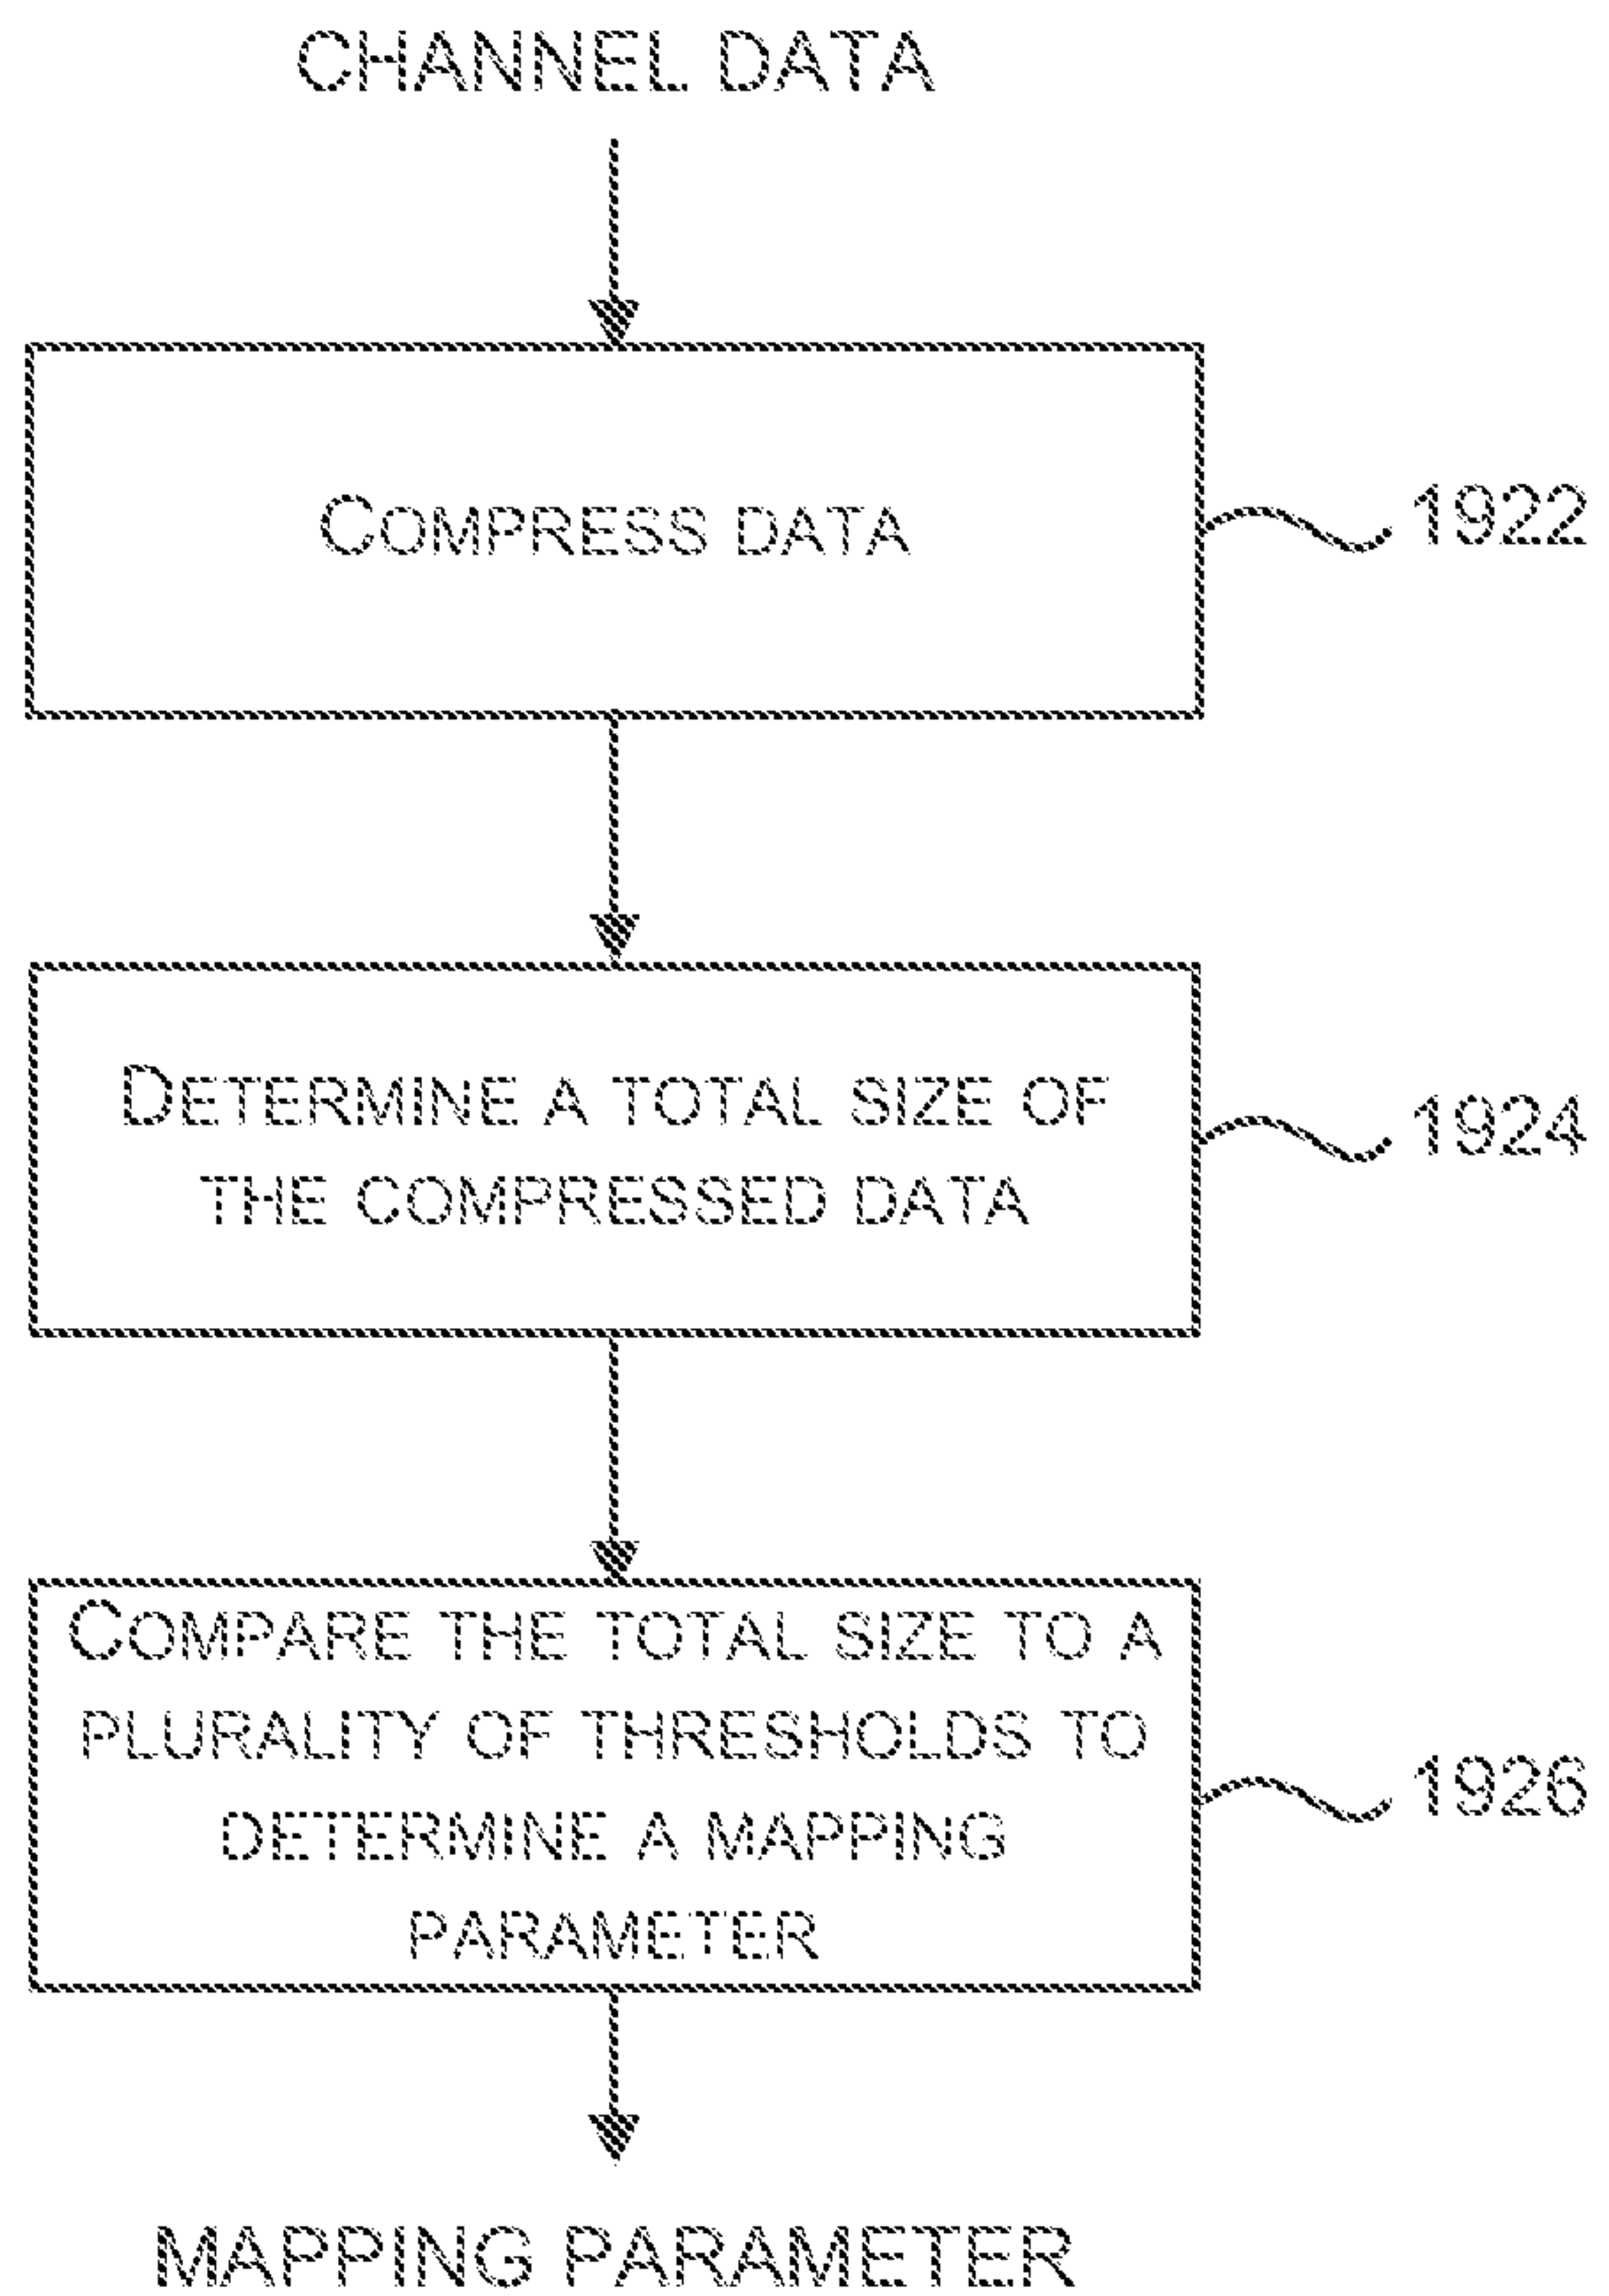 CHANNEL DATA
COMPRESS DATA
1922
DETERMINE A TOTAL SIZE OF
THE COMPRESSED DATA
1924
COMPARE THE TOTAL SIZE TO A
PLURALITY OF THRESHOLDS TO
DETERMINE A MAPPING
PARAMETER
1926
MAPPING PARAMETER